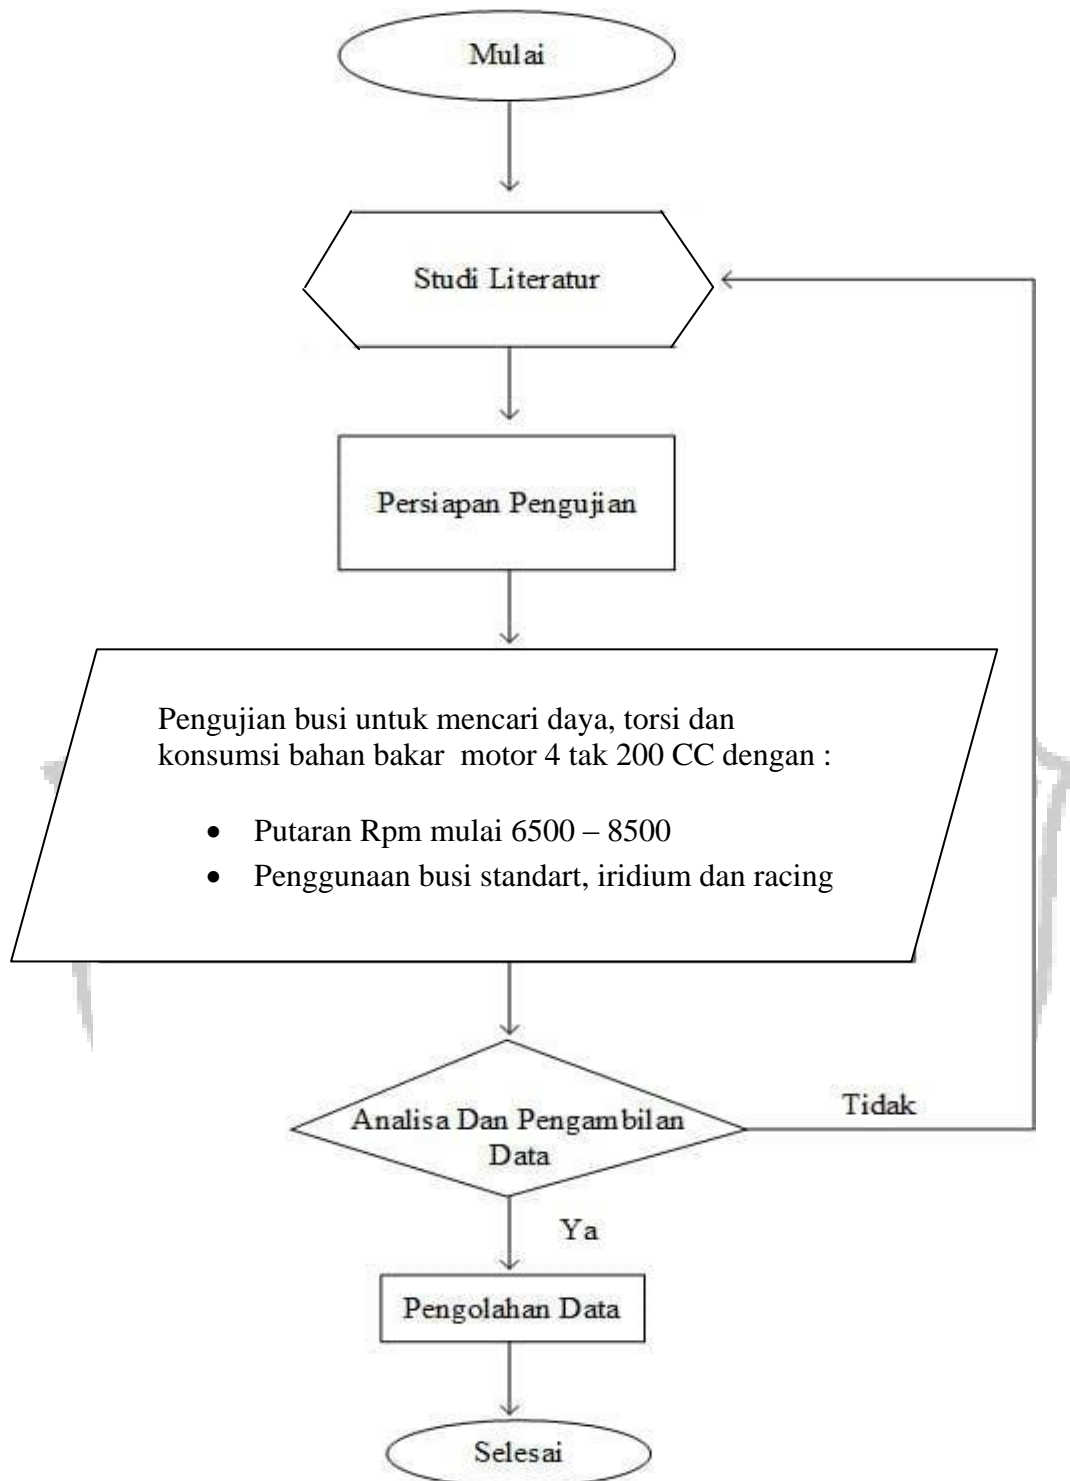 Mulai
Studi Literatur
Persiapan Pengujian
Pengujian busi untuk mencari daya, torsi dan
konsumsi bahan bakar motor 4 tak 200 CC dengan :
• Putaran Rpm mulai 6500 – 8500
• Penggunaan busi standart, iridium dan racing
Analisa Dan Pengambilan
Data
Tidak
Ya
Pengolahan Data
Selesai